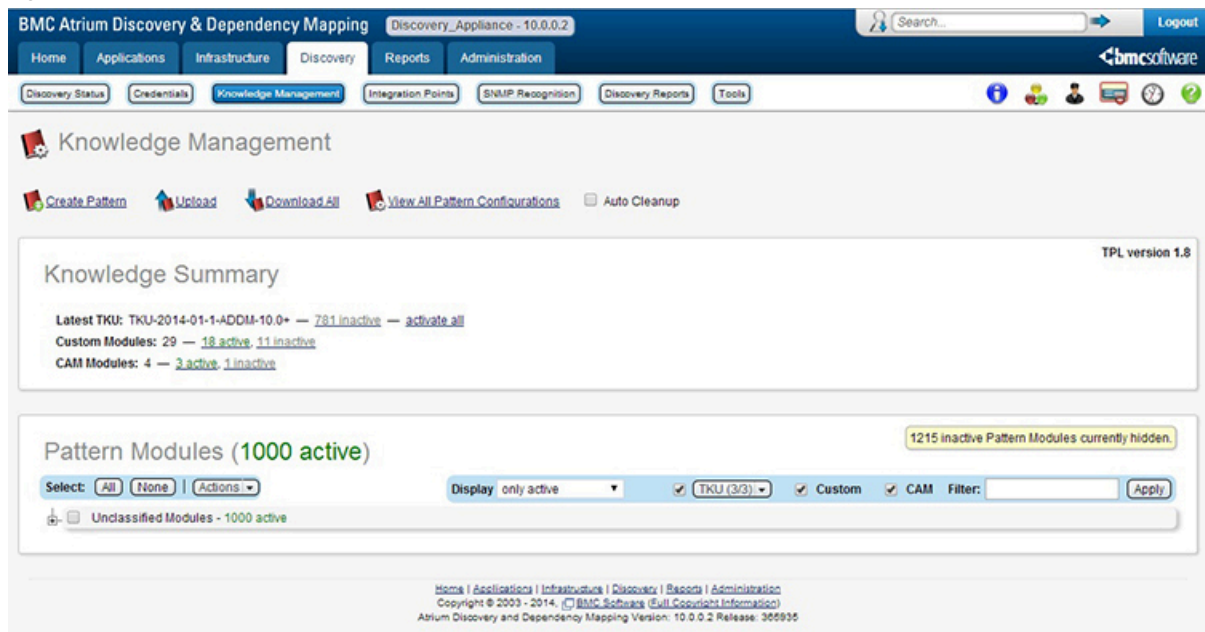 BMC Atrium Discovery & Dependency Mapping Discovery_Appliance - 10.0.0.2 Search... Logout
Home Applications Infrastructure Discovery Reports Administration bmcsoftware
Discovery Status Credentials Knowledge Management Integration Points SNMP Recognition Discovery Reports Tools
Knowledge Management
Create Pattern Upload Download All View All Pattern Configurations Auto Cleanup
TPL version 1.8
Knowledge Summary
Latest TKU: TKU-2014-01-1-ADDM-10.0+ — 781 inactive — activate all
Custom Modules: 29 — 18 active, 11 inactive
CAM Modules: 4 — 3 active, 1 inactive
1215 inactive Pattern Modules currently hidden.
Pattern Modules (1000 active)
Select: All None | Actions Display only active TKU (3/3) Custom CAM Filter: Apply
Unclassified Modules - 1000 active
Home | Applications | Infrastructure | Discovery | Reports | Administration
Copyright © 2003 - 2014, BMC Software (Full Copyright Information)
Atrium Discovery and Dependency Mapping Version: 10.0.0.2 Release: 366935